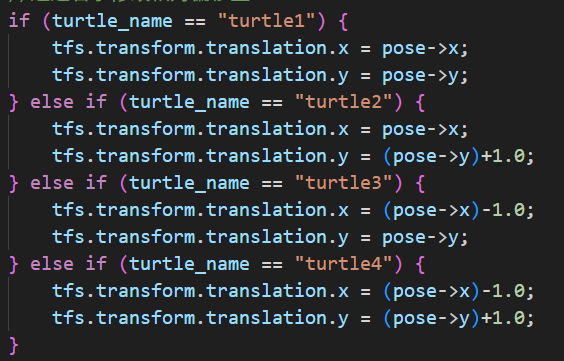 if (turtle_name == "turtle1") {
    tfs.transform.translation.x = pose->x;
    tfs.transform.translation.y = pose->y;
} else if (turtle_name == "turtle2") {
    tfs.transform.translation.x = pose->x;
    tfs.transform.translation.y = (pose->y)+1.0;
} else if (turtle_name == "turtle3") {
    tfs.transform.translation.x = (pose->x)-1.0;
    tfs.transform.translation.y = pose->y;
} else if (turtle_name == "turtle4") {
    tfs.transform.translation.x = (pose->x)-1.0;
    tfs.transform.translation.y = (pose->y)+1.0;
}